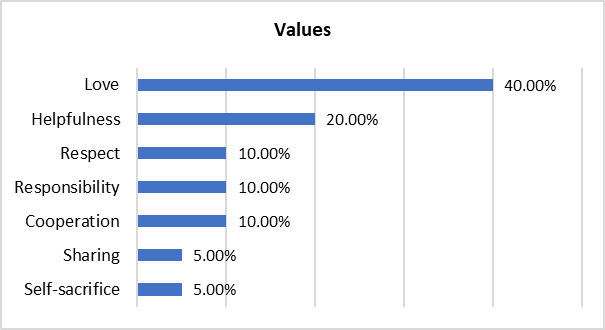 Values
Love 40.00%
Helpfulness 20.00%
Respect 10.00%
Responsibility 10.00%
Cooperation 10.00%
Sharing 5.00%
Self-sacrifice 5.00%